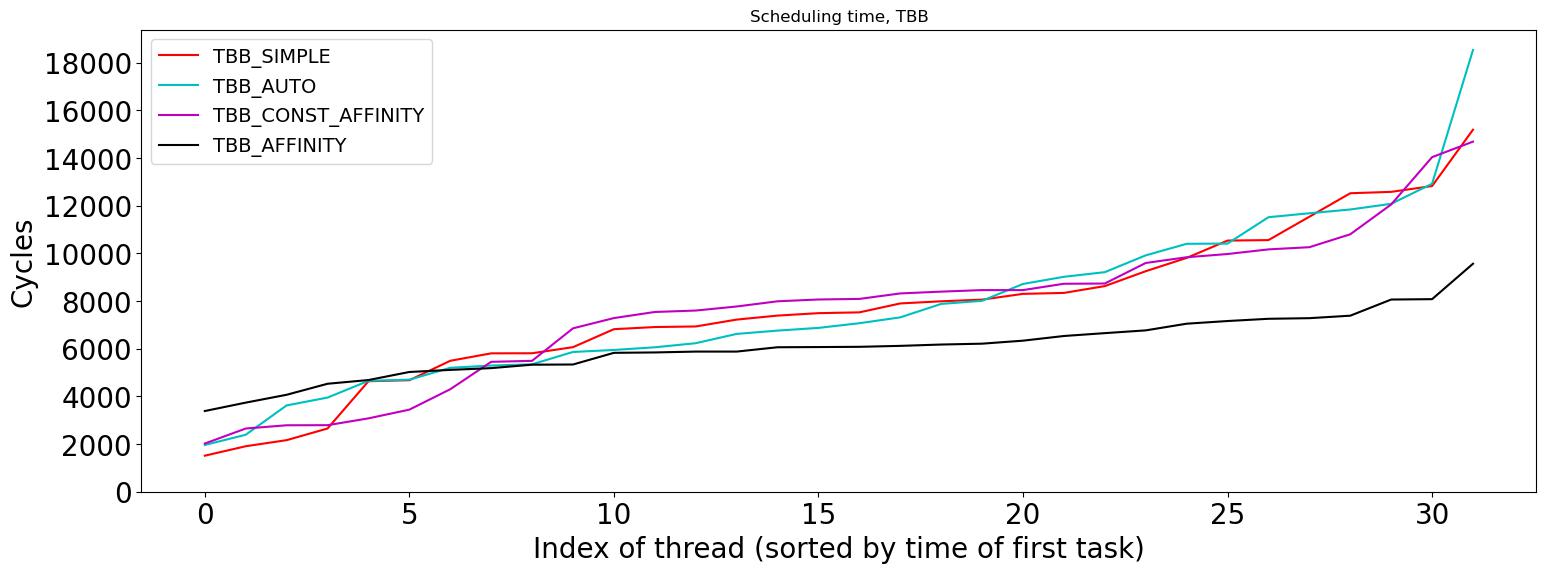 Scheduling time, TBB
TBB_SIMPLE
TBB_AUTO
TBB_CONST_AFFINITY
TBB_AFFINITY
Cycles
18000
16000
14000
12000
10000
8000
6000
4000
2000
0
0 5 10 15 20 25 30
Index of thread (sorted by time of first task)